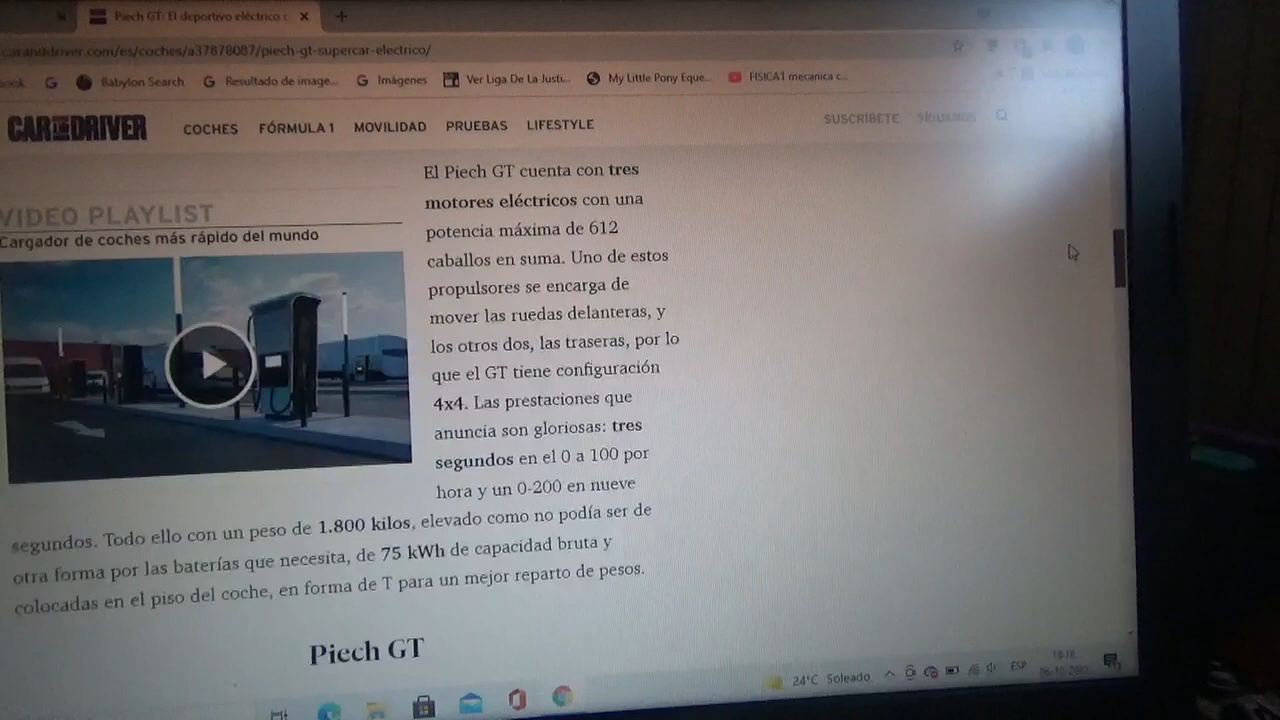 Piech GT: El deportivo eléctrico
caranddriver.com/es/coches/a37878087/piech-gt-supercar-electrico/
Babylon Search
Resultado de image...
Imágenes
Ver Liga De La Justi...
My Little Pony Eque...
FISICA1 mecanica c...
CAR AND DRIVER
COCHES
FÓRMULA 1
MOVILIDAD
PRUEBAS
LIFESTYLE
SUSCRÍBETE
SÍGUENOS
VIDEO PLAYLIST
Cargador de coches más rápido del mundo
El Piech GT cuenta con tres
motores eléctricos con una
potencia máxima de 612
caballos en suma. Uno de estos
propulsores se encarga de
mover las ruedas delanteras, y
los otros dos, las traseras, por lo
que el GT tiene configuración
4x4. Las prestaciones que
anuncia son gloriosas: tres
segundos en el 0 a 100 por
hora y un 0-200 en nueve
segundos. Todo ello con un peso de 1.800 kilos, elevado como no podía ser de
otra forma por las baterías que necesita, de 75 kWh de capacidad bruta y
colocadas en el piso del coche, en forma de T para un mejor reparto de pesos.
Piech GT
24°C Soleado
ESP